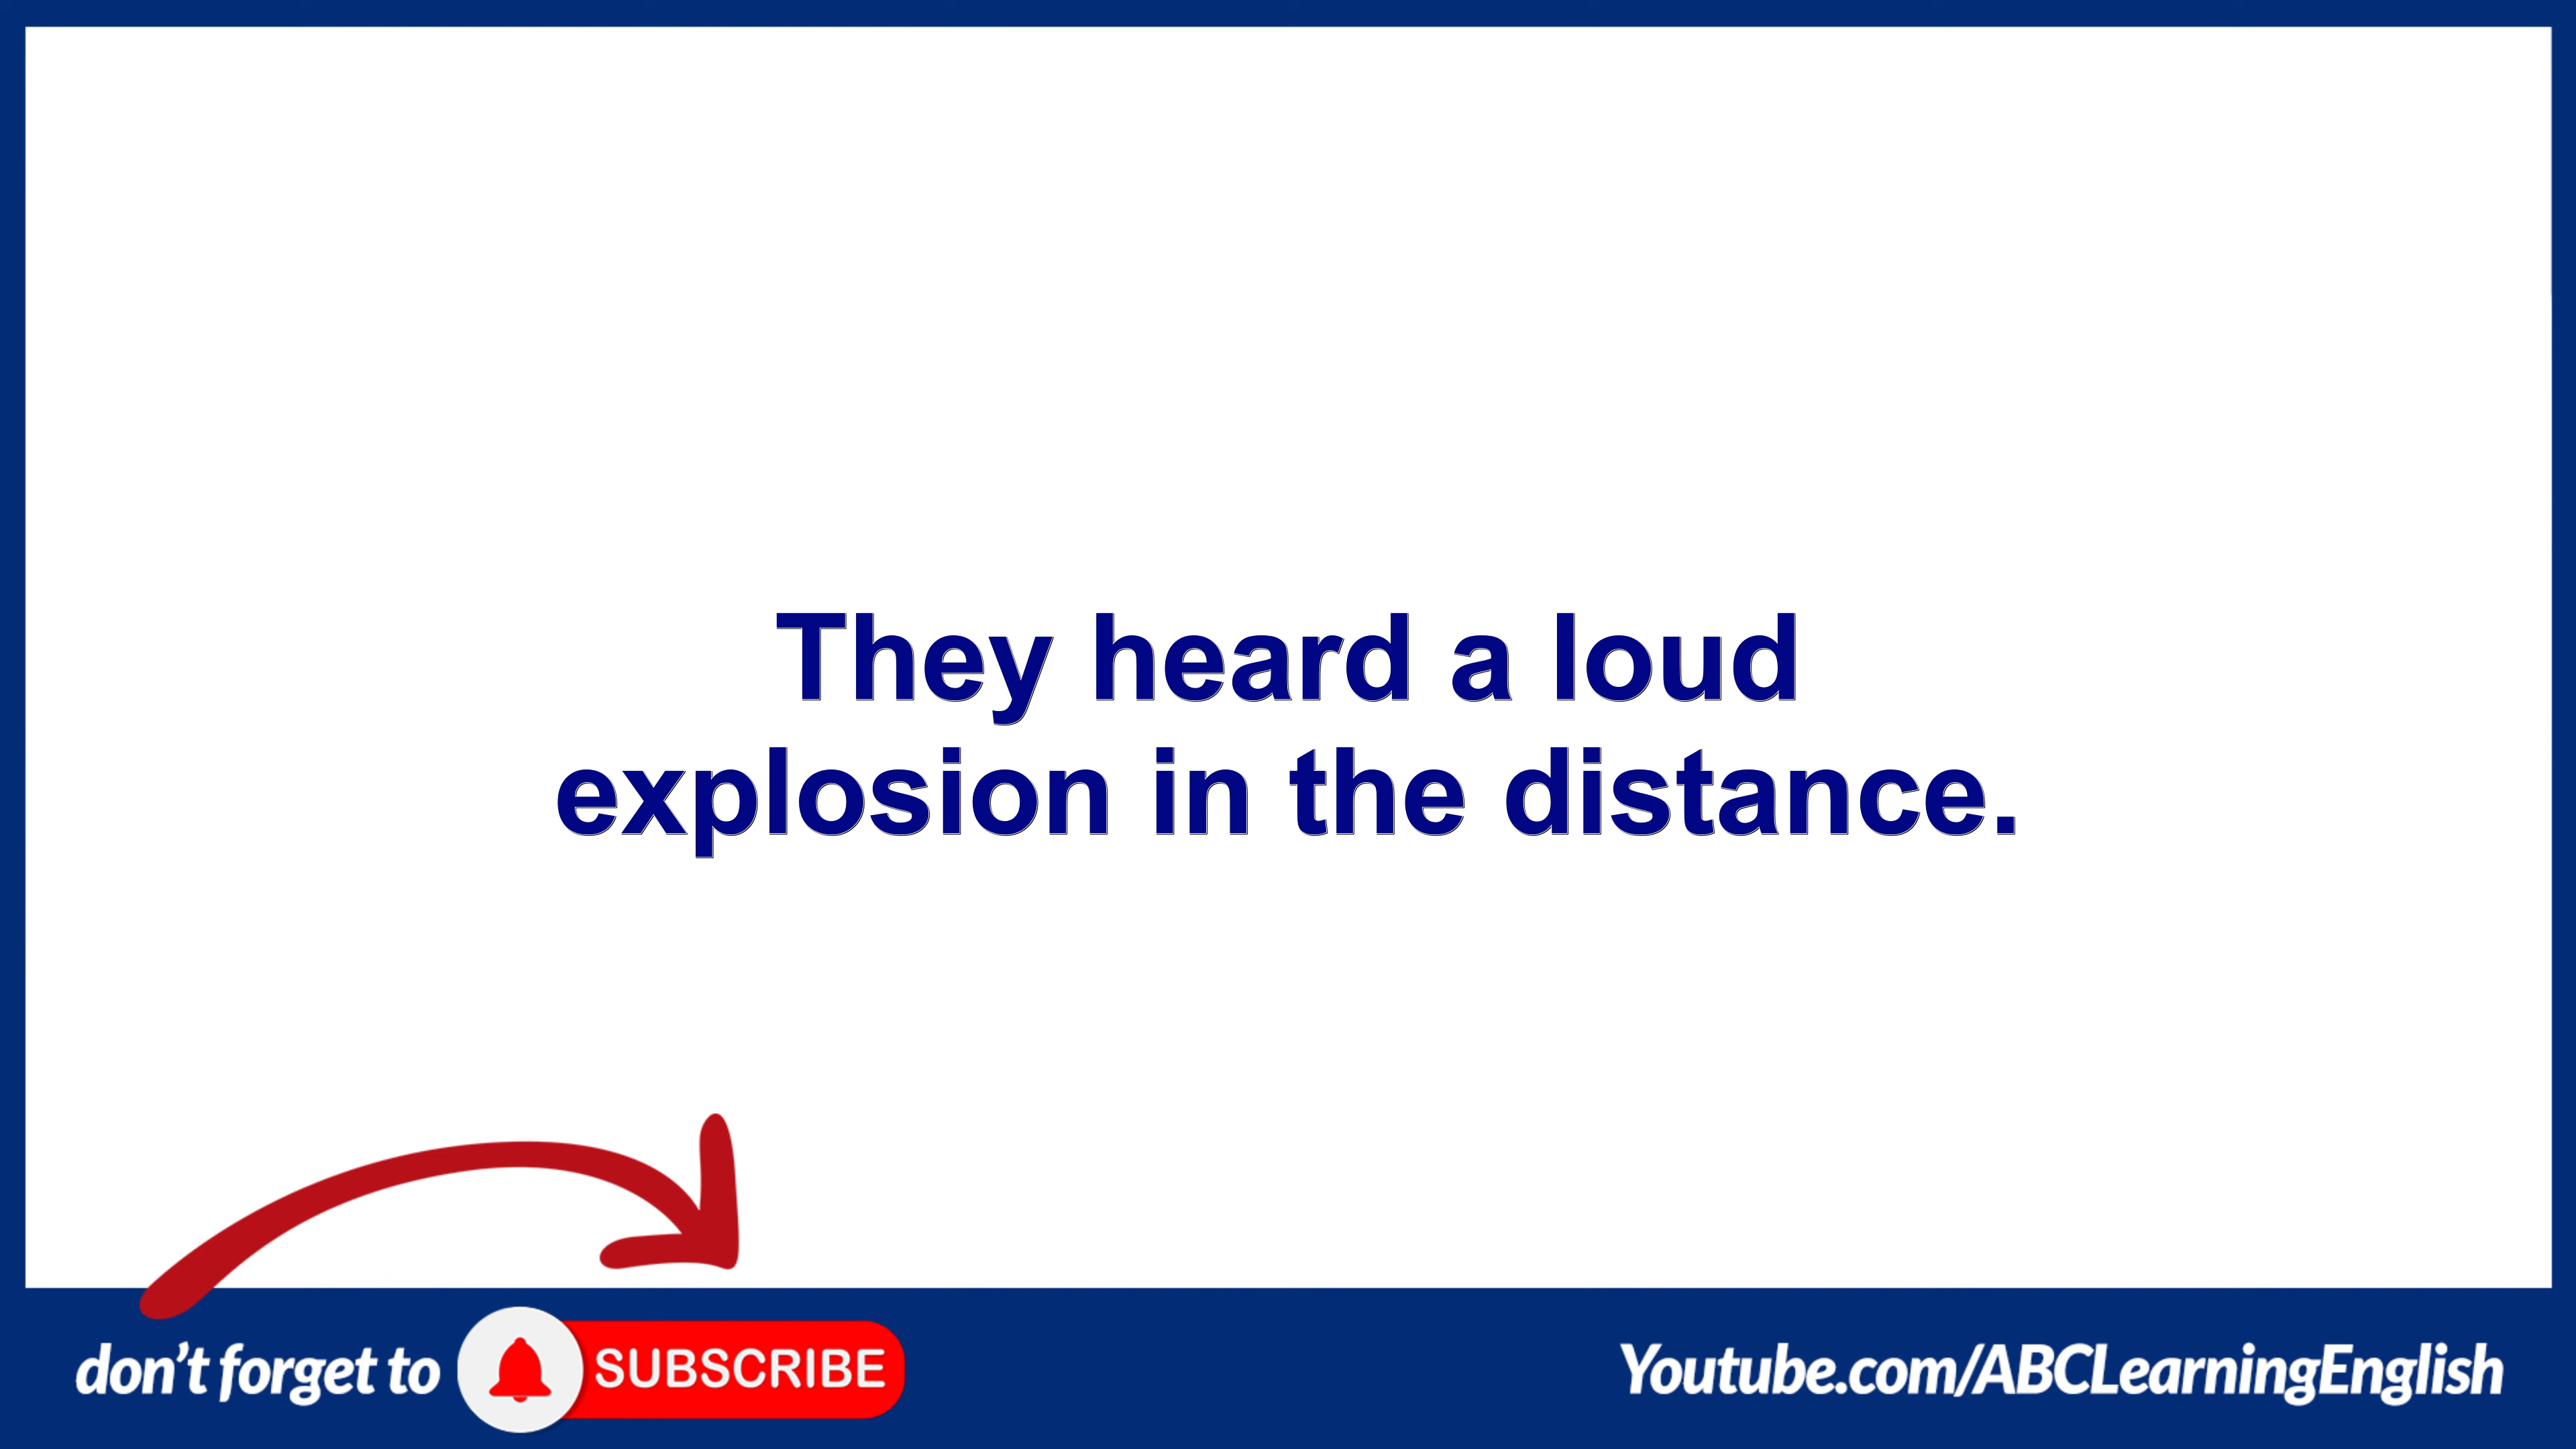 They heard a loud
explosion in the distance.
don't forget to SUBSCRIBE
Youtube.com/ABCLearningEnglish